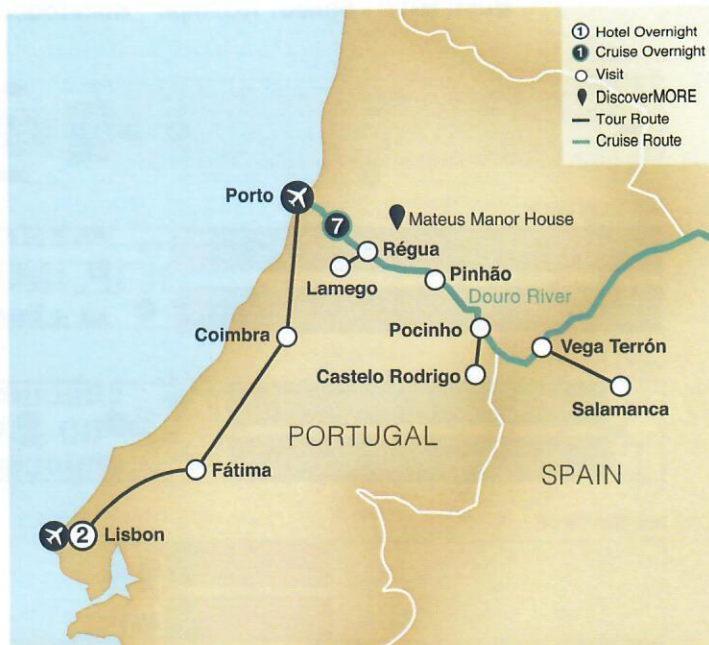 1 Hotel Overnight
1 Cruise Overnight
Visit
DiscoverMORE
Tour Route
Cruise Route
Porto
7
Mateus Manor House
Régua
Lamego
Pinhão
Douro River
Coimbra
Pocinho
Vega Terrón
Castelo Rodrigo
Salamanca
PORTUGAL
SPAIN
Fátima
2 Lisbon